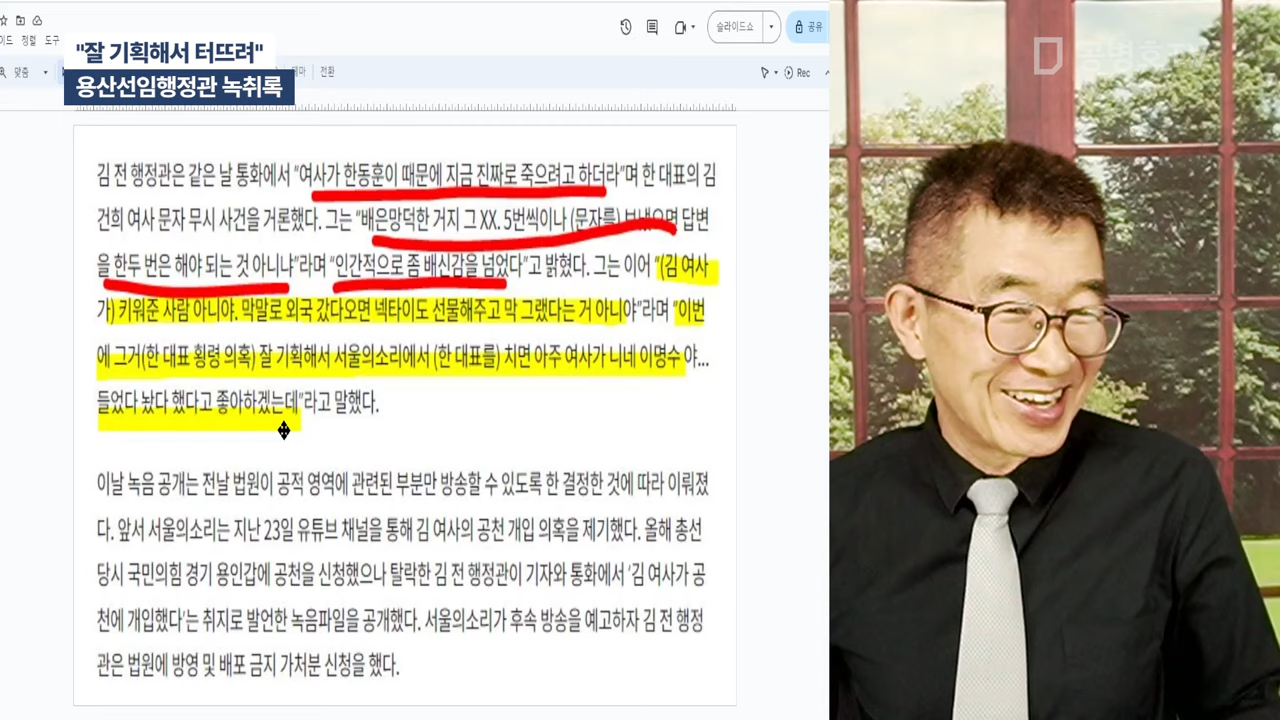 슬라이드쇼
공유
이드 정렬 도구
"잘 기획해서 터뜨려"
용산선임행정관 녹취록
맞춤
테마 전환
Rec
공병호TV
김 전 행정관은 같은 날 통화에서 “여사가 한동훈이 때문에 지금 진짜로 죽으려고 하더라”며 한 대표의 김
건희 여사 문자 무시 사건을 거론했다. 그는 “배은망덕한 거지 그 XX. 5번씩이나 (문자를) 보냈으면 답변
을 한두 번은 해야 되는 것 아니냐”라며 “인간적으로 좀 배신감을 넘었다”고 밝혔다. 그는 이어 “(김 여사
가) 키워준 사람 아니야. 막말로 외국 갔다오면 넥타이도 선물해주고 막 그랬다는 거 아니야”라며 “이번
에 그거(한 대표 횡령 의혹) 잘 기획해서 서울의소리에서 (한 대표를) 치면 아주 여사가 니네 이명수 야...
들었다 놨다 했다고 좋아하겠는데”라고 말했다.
이날 녹음 공개는 전날 법원이 공적 영역에 관련된 부분만 방송할 수 있도록 한 결정한 것에 따라 이뤄졌
다. 앞서 서울의소리는 지난 23일 유튜브 채널을 통해 김 여사의 공천 개입 의혹을 제기했다. 올해 총선
당시 국민의힘 경기 용인갑에 공천을 신청했으나 탈락한 김 전 행정관이 기자와 통화에서 ‘김 여사가 공
천에 개입했다’는 취지로 발언한 녹음파일을 공개했다. 서울의소리가 후속 방송을 예고하자 김 전 행정
관은 법원에 방영 및 배포 금지 가처분 신청을 했다.